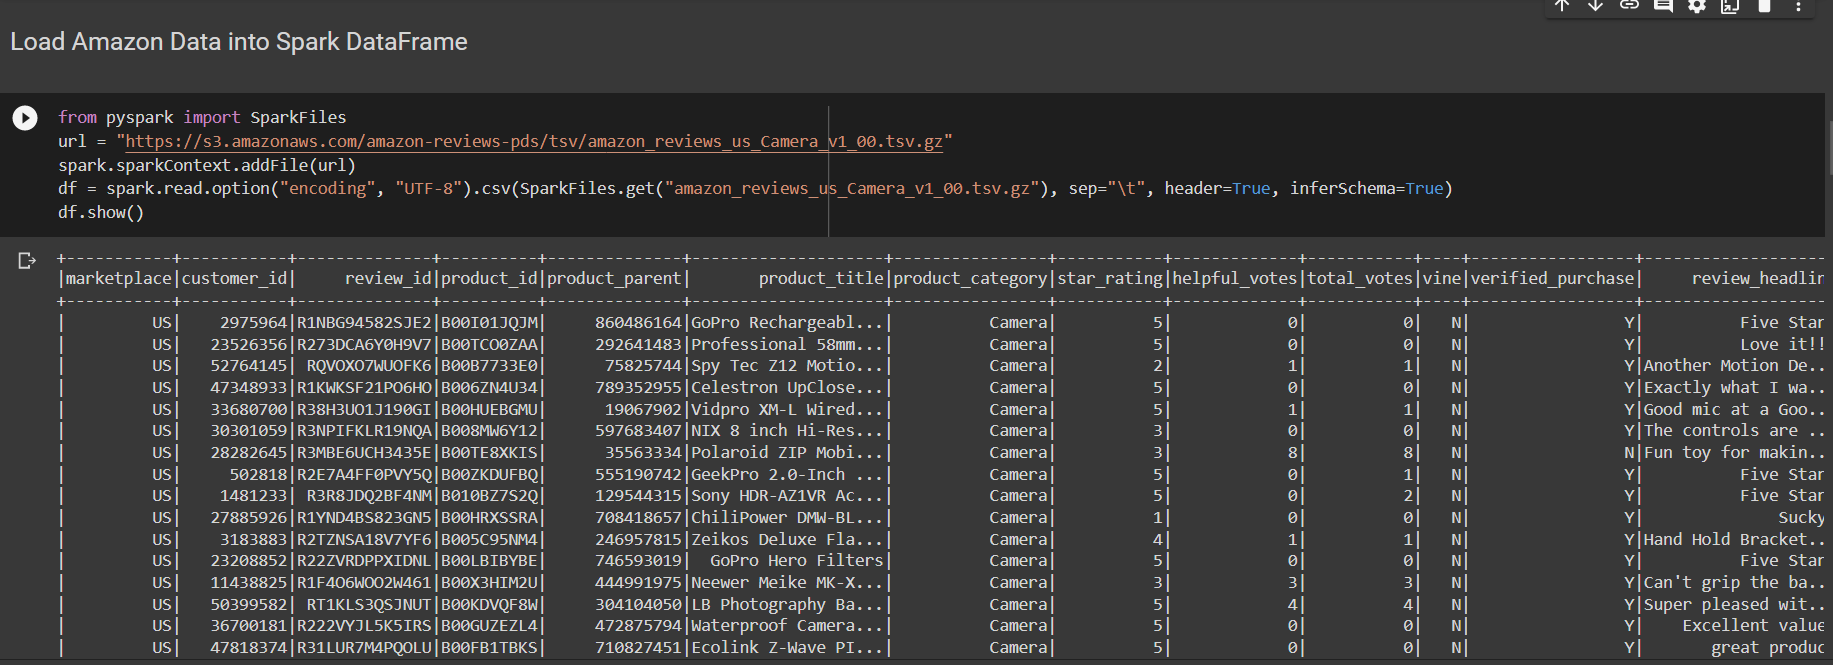 Load Amazon Data into Spark DataFrame
from pyspark import SparkFiles
url = "https://s3.amazonaws.com/amazon-reviews-pds/tsv/amazon_reviews_us_Camera_v1_00.tsv.gz"
spark.sparkContext.addFile(url)
df = spark.read.option("encoding", "UTF-8").csv(SparkFiles.get("amazon_reviews_us_Camera_v1_00.tsv.gz"), sep="\t", header=True, inferSchema=True)
df.show()
|marketplace|customer_id|     review_id|product_id|product_parent|       product_title|product_category|star_rating|helpful_votes|total_votes|vine|verified_purchase|     review_headlin
|         US|    2975964|R1NBG94582SJE2|B00I01JQJM|     860486164|GoPro Rechargeabl...|          Camera|          5|            0|          0|   N|                Y|          Five Star
|         US|   23526356|R273DCA6Y0H9V7|B00TCO0ZAA|     292641483|Professional 58mm...|          Camera|          5|            0|          0|   N|                Y|          Love it!!
|         US|   52764145| RQVOXO7WUOFK6|B00B7733E0|      75825744|Spy Tec Z12 Motio...|          Camera|          2|            1|          1|   N|                Y|Another Motion De..
|         US|   47348933|R1KWKSF21PO6HO|B006ZN4U34|     789352955|Celestron UpClose...|          Camera|          5|            0|          0|   N|                Y|Exactly what I wa..
|         US|   33680700|R38H3UO1J190GI|B00HUEBGMU|      19067902|Vidpro XM-L Wired...|          Camera|          5|            1|          1|   N|                Y|Good mic at a Goo..
|         US|   30301059|R3NPIFKLR19NQA|B008MW6Y12|     597683407|NIX 8 inch Hi-Res...|          Camera|          3|            0|          0|   N|                Y|The controls are ..
|         US|   28282645|R3MBE6UCH3435E|B00TE8XKIS|      35563334|Polaroid ZIP Mobi...|          Camera|          3|            8|          8|   N|                N|Fun toy for makin..
|         US|     502818|R2E7A4FF0PVY5Q|B00ZKDUFBQ|     555190742|GeekPro 2.0-Inch ...|          Camera|          5|            0|          1|   N|                Y|          Five Star
|         US|    1481233| R3R8JDQ2BF4NM|B010BZ7S2Q|     129544315|Sony HDR-AZ1VR Ac...|          Camera|          5|            0|          2|   N|                Y|          Five Star
|         US|   27885926|R1YND4BS823GN5|B00HRXSSRA|     708418657|ChiliPower DMW-BL...|          Camera|          1|            0|          0|   N|                Y|              Sucky
|         US|    3183883|R2TZNSA18V7YF6|B005C95NM4|     246957815|Zeikos Deluxe Fla...|          Camera|          4|            1|          1|   N|                Y|Hand Hold Bracket..
|         US|   23208852|R22ZVRDPPXIDNL|B00LBIBYBE|     746593019|  GoPro Hero Filters|          Camera|          5|            0|          0|   N|                Y|          Five Star
|         US|   11438825|R1F4O6WOO2W461|B00X3HIM2U|     444991975|Neewer Meike MK-X...|          Camera|          3|            3|          3|   N|                Y|Can't grip the ba..
|         US|   50399582| RT1KLS3QSJNUT|B00KDVQF8W|     304104050|LB Photography Ba...|          Camera|          5|            4|          4|   N|                Y|Super pleased wit..
|         US|   36700181|R222VYJL5K5IRS|B00GUZEZL4|     472875794|Waterproof Camera...|          Camera|          5|            0|          0|   N|                Y|    Excellent value
|         US|   47818374|R31LUR7M4PQOLU|B00FB1TBKS|     710827451|Ecolink Z-Wave PI...|          Camera|          5|            0|          0|   N|                Y|       great produc